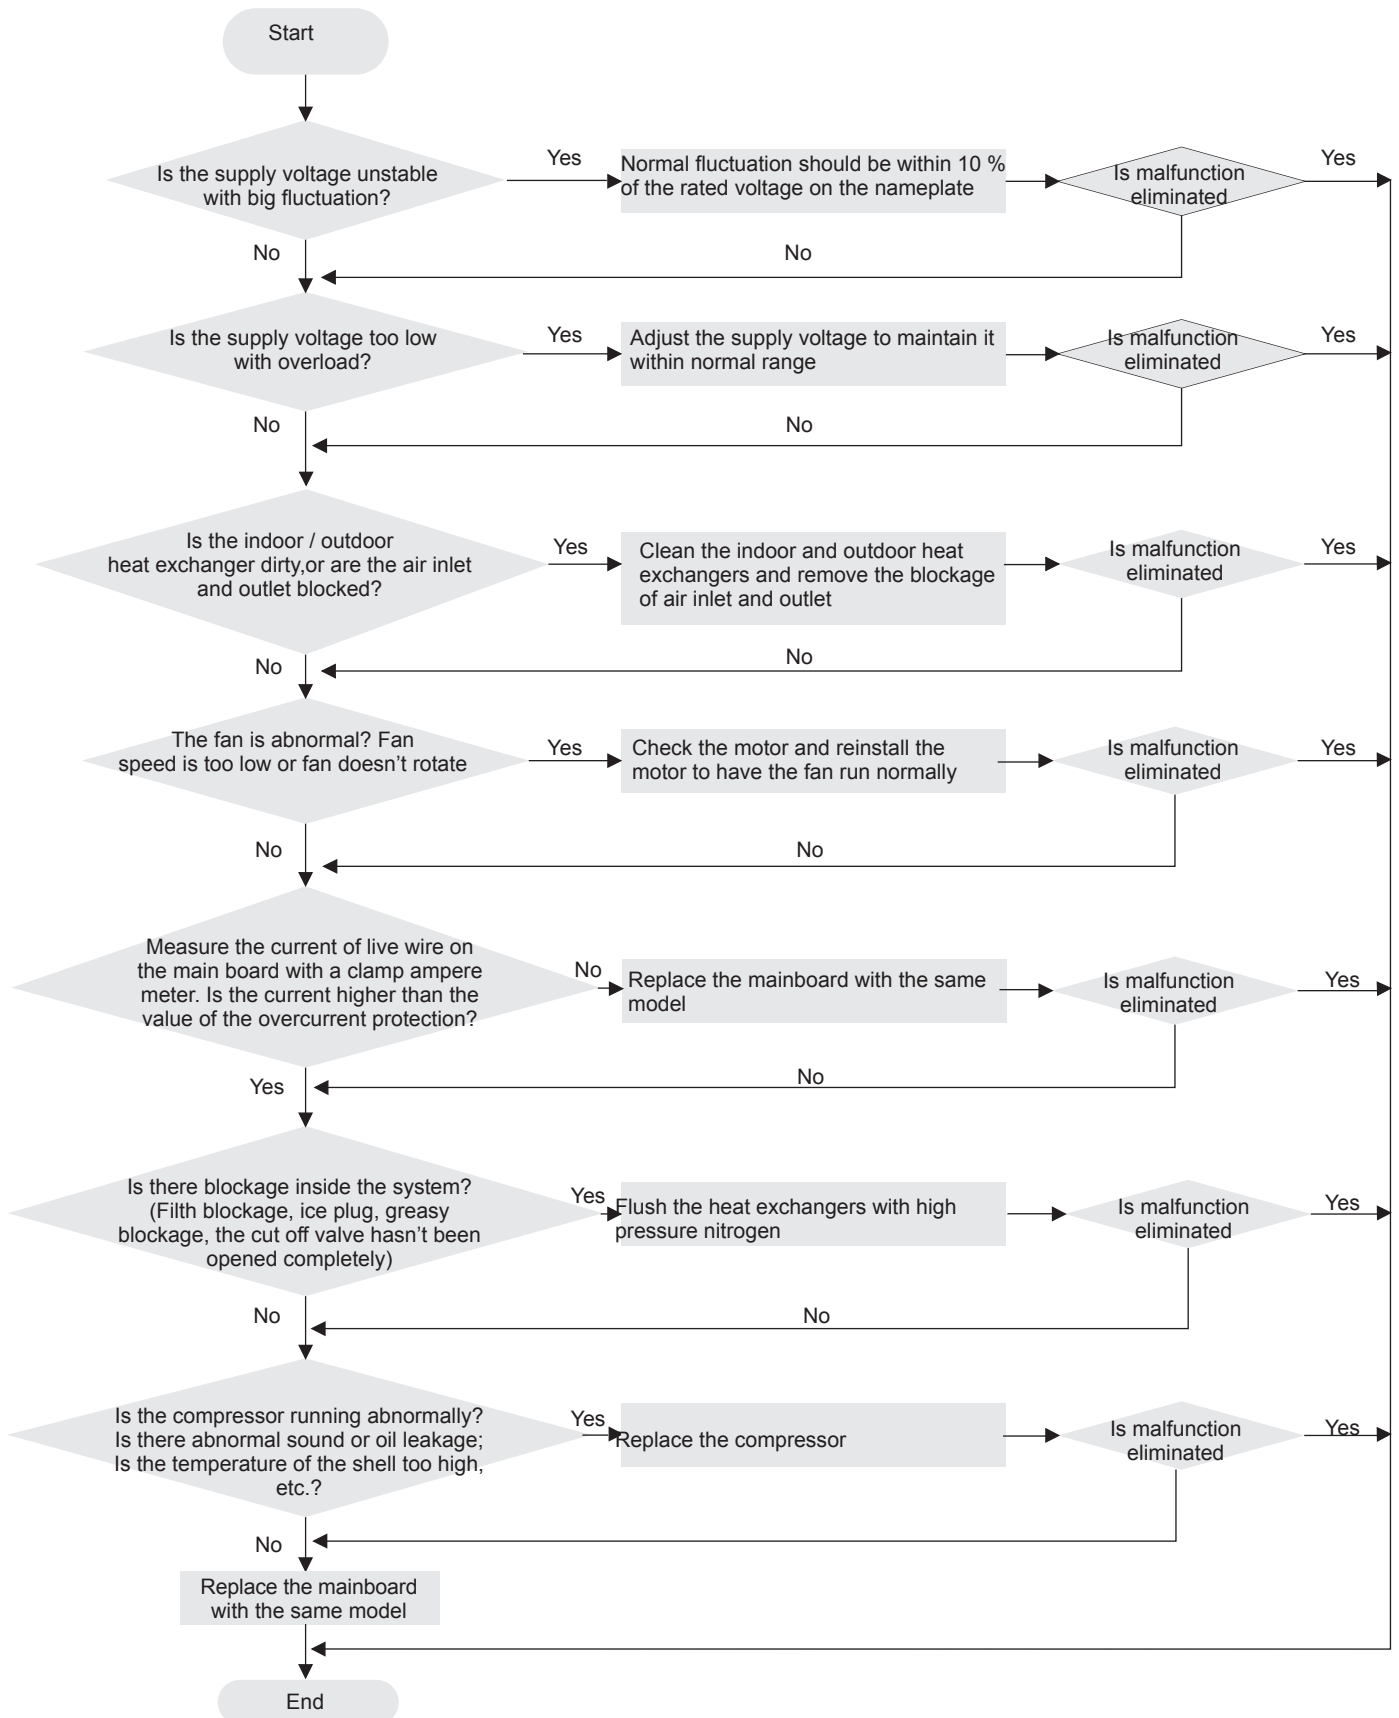 Start
Is the supply voltage unstable
with big fluctuation?
Yes
Normal fluctuation should be within 10 %
of the rated voltage on the nameplate
Is malfunction
eliminated
Yes
No
No
Is the supply voltage too low
with overload?
Yes
Adjust the supply voltage to maintain it
within normal range
Is malfunction
eliminated
Yes
No
No
Is the indoor / outdoor
heat exchanger dirty,or are the air inlet
and outlet blocked?
Yes
Clean the indoor and outdoor heat
exchangers and remove the blockage
of air inlet and outlet
Is malfunction
eliminated
Yes
No
No
The fan is abnormal? Fan
speed is too low or fan doesn't rotate
Yes
Check the motor and reinstall the
motor to have the fan run normally
Is malfunction
eliminated
Yes
No
No
Measure the current of live wire on
the main board with a clamp ampere
meter. Is the current higher than the
value of the overcurrent protection?
No
Replace the mainboard with the same
model
Is malfunction
eliminated
Yes
Yes
No
Is there blockage inside the system?
(Filth blockage, ice plug, greasy
blockage, the cut off valve hasn't been
opened completely)
Yes
Flush the heat exchangers with high
pressure nitrogen
Is malfunction
eliminated
Yes
No
No
Is the compressor running abnormally?
Is there abnormal sound or oil leakage;
Is the temperature of the shell too high,
etc.?
Yes
Replace the compressor
Is malfunction
eliminated
Yes
No
Replace the mainboard
with the same model
End